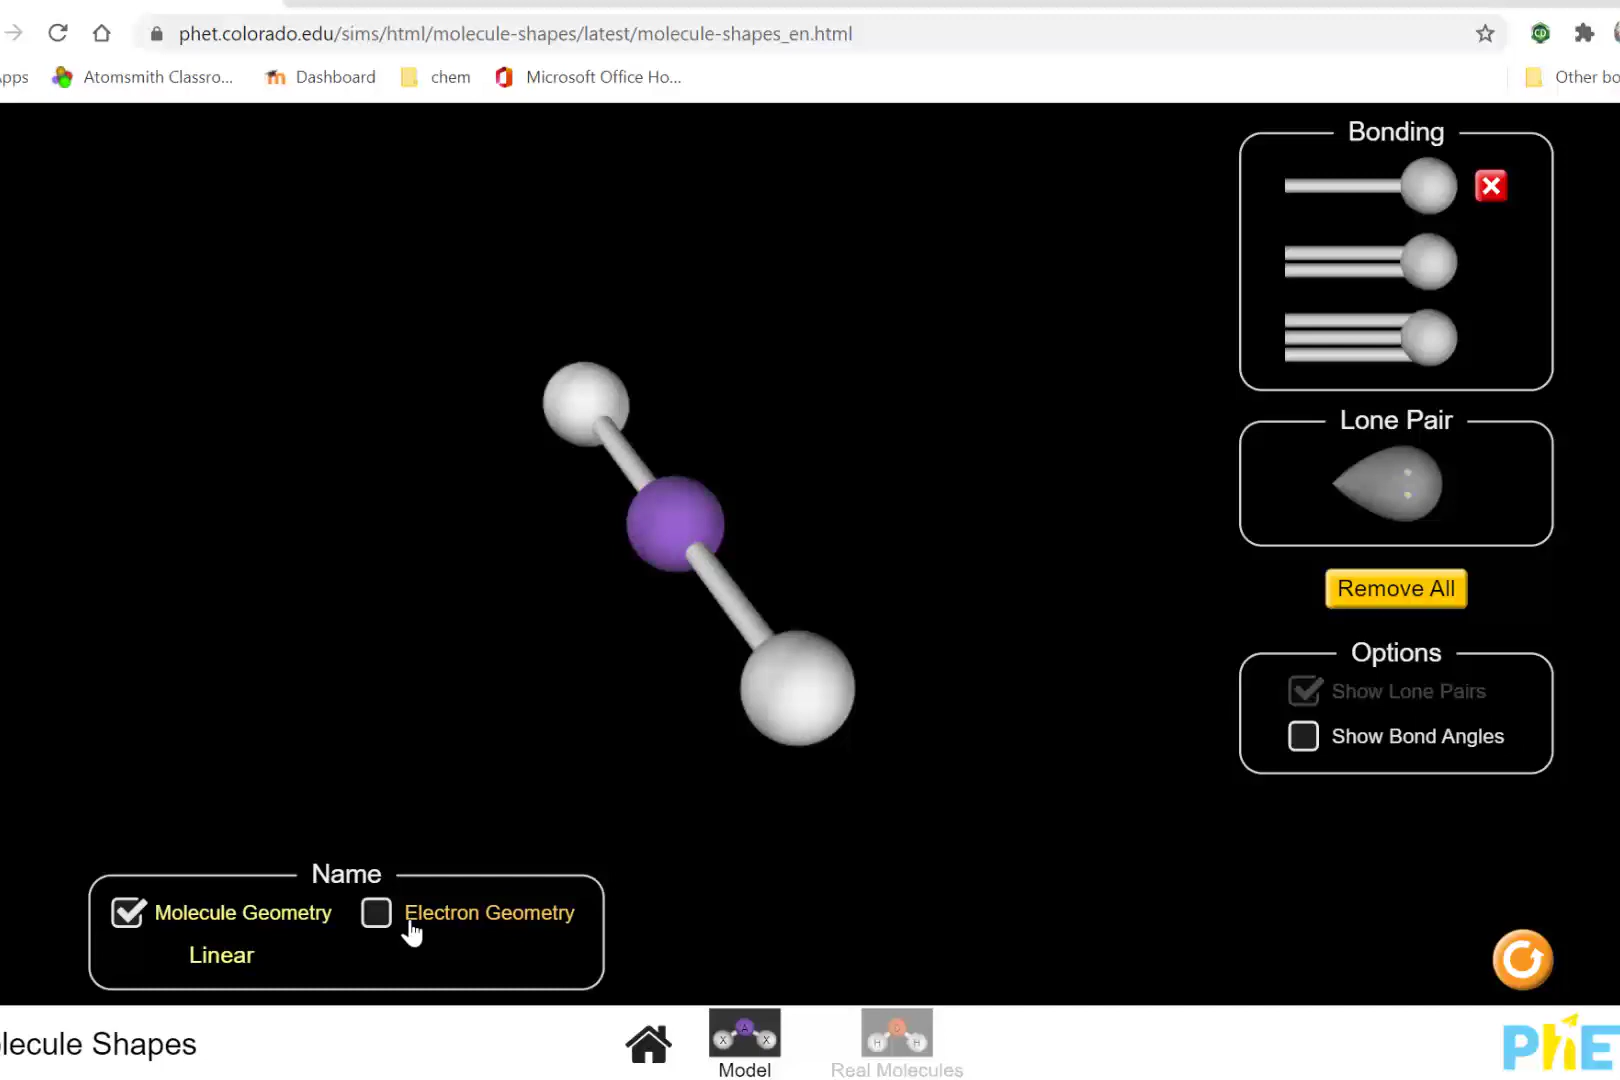 phet.colorado.edu/sims/html/molecule-shapes/latest/molecule-shapes_en.html
pps Atomsmith Classro... Dashboard chem Microsoft Office Ho... Other bo
Bonding
Lone Pair
Remove All
Options
Show Lone Pairs
Show Bond Angles
Name
Molecule Geometry Electron Geometry
Linear
lecule Shapes
X A X
H O H
Model
Real Molecules
PhE